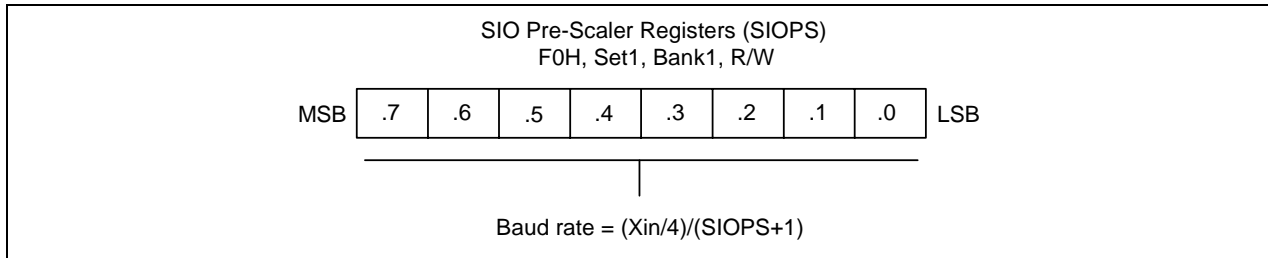 SIO Pre-Scaler Registers (SIOPS)
F0H, Set1, Bank1, R/W
MSB .7 .6 .5 .4 .3 .2 .1 .0 LSB
Baud rate = (Xin/4)/(SIOPS+1)